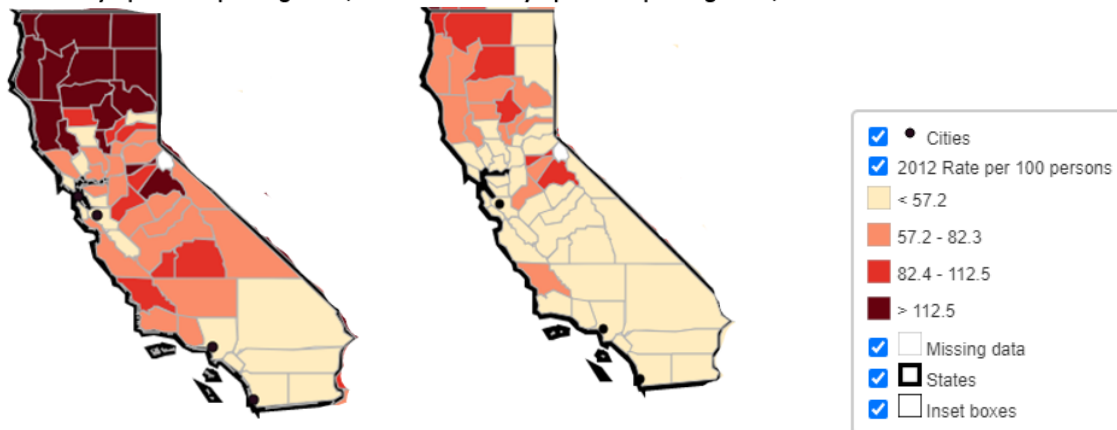 Cities
2012 Rate per 100 persons
< 57.2
57.2 - 82.3
82.4 - 112.5
> 112.5
Missing data
States
Inset boxes